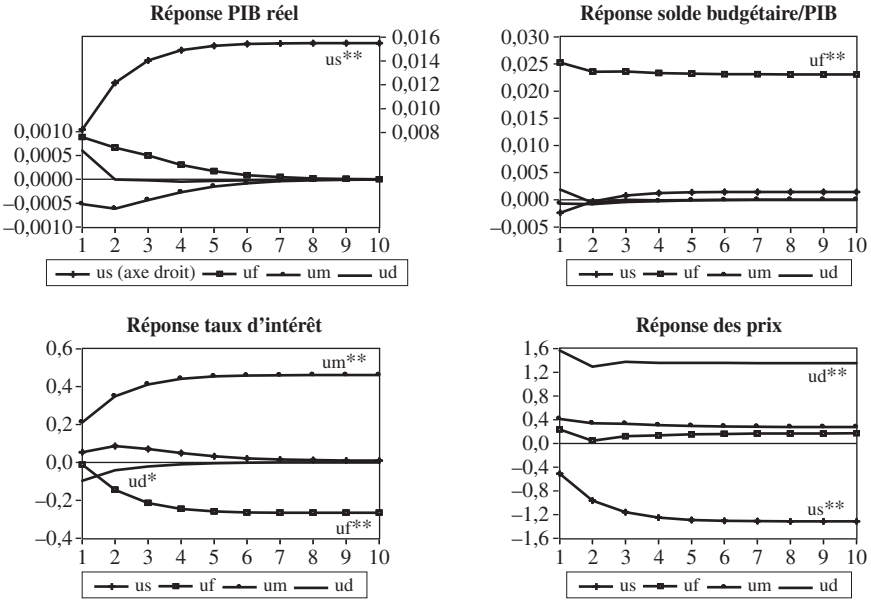 Réponse PIB réel
us**
0,016
0,014
0,012
0,010
0,008
0,0010
0,0005
0,0000
–0,0005
–0,0010
1 2 3 4 5 6 7 8 9 10
us (axe droit) uf um ud
Réponse solde budgétaire/PIB
0,030
0,025
0,020
0,015
0,010
0,005
0,000
–0,005
uf**
1 2 3 4 5 6 7 8 9 10
us uf um ud
Réponse taux d'intérêt
0,6
0,4
0,2
0,0
–0,2
–0,4
um**
ud*
uf**
1 2 3 4 5 6 7 8 9 10
us uf um ud
Réponse des prix
1,6
1,2
0,8
0,4
0,0
–0,4
–0,8
–1,2
–1,6
ud**
us**
1 2 3 4 5 6 7 8 9 10
us uf um ud